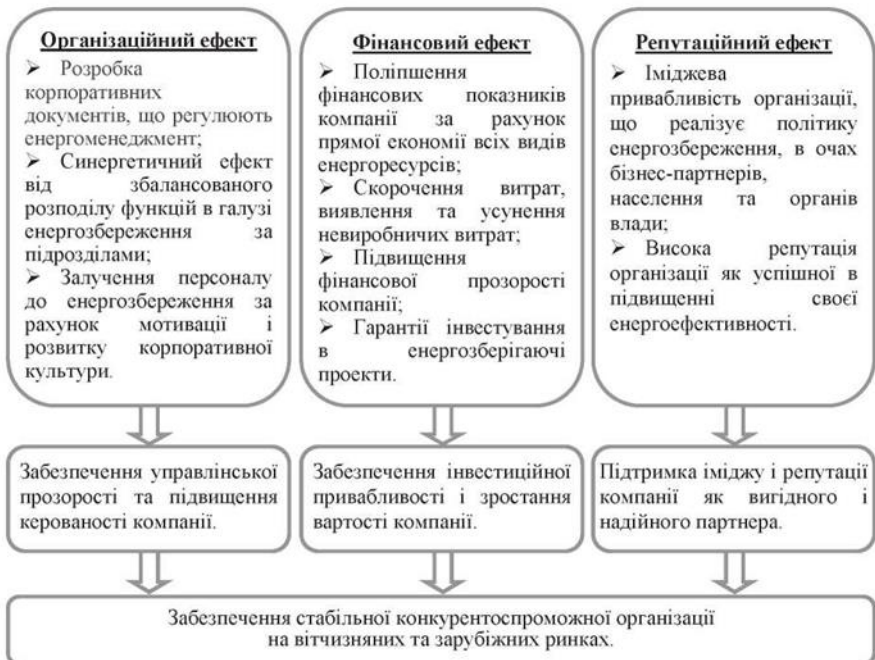 Організаційний ефект
➤ Розробка
корпоративних
документів, що регулюють
енергоменеджмент;
➤ Синергетичний ефект
від збалансованого
розподілу функцій в галузі
енергозбереження за
підрозділами;
➤ Залучення персоналу
до енергозбереження за
рахунок мотивації і
розвитку корпоративної
культури.
Фінансовий ефект
➤ Поліпшення
фінансових показників
компанії за рахунок
прямої економії всіх видів
енергоресурсів;
➤ Скорочення витрат,
виявлення та усунення
невиробничих витрат;
➤ Підвищення
фінансової прозорості
компанії;
➤ Гарантії інвестування
в енергозберігаючі
проекти.
Репутаційний ефект
➤ Іміджева
привабливість організації,
що реалізує політику
енергозбереження, в очах
бізнес-партнерів,
населення та органів
влади;
➤ Висока репутація
організації як успішної в
підвищенні своєї
енергоефективності.
Забезпечення управлінської
прозорості та підвищення
керованості компанії.
Забезпечення інвестиційної
привабливості і зростання
вартості компанії.
Підтримка іміджу і репутації
компанії як вигідного і
надійного партнера.
Забезпечення стабільної конкурентоспроможної організації
на вітчизняних та зарубіжних ринках.